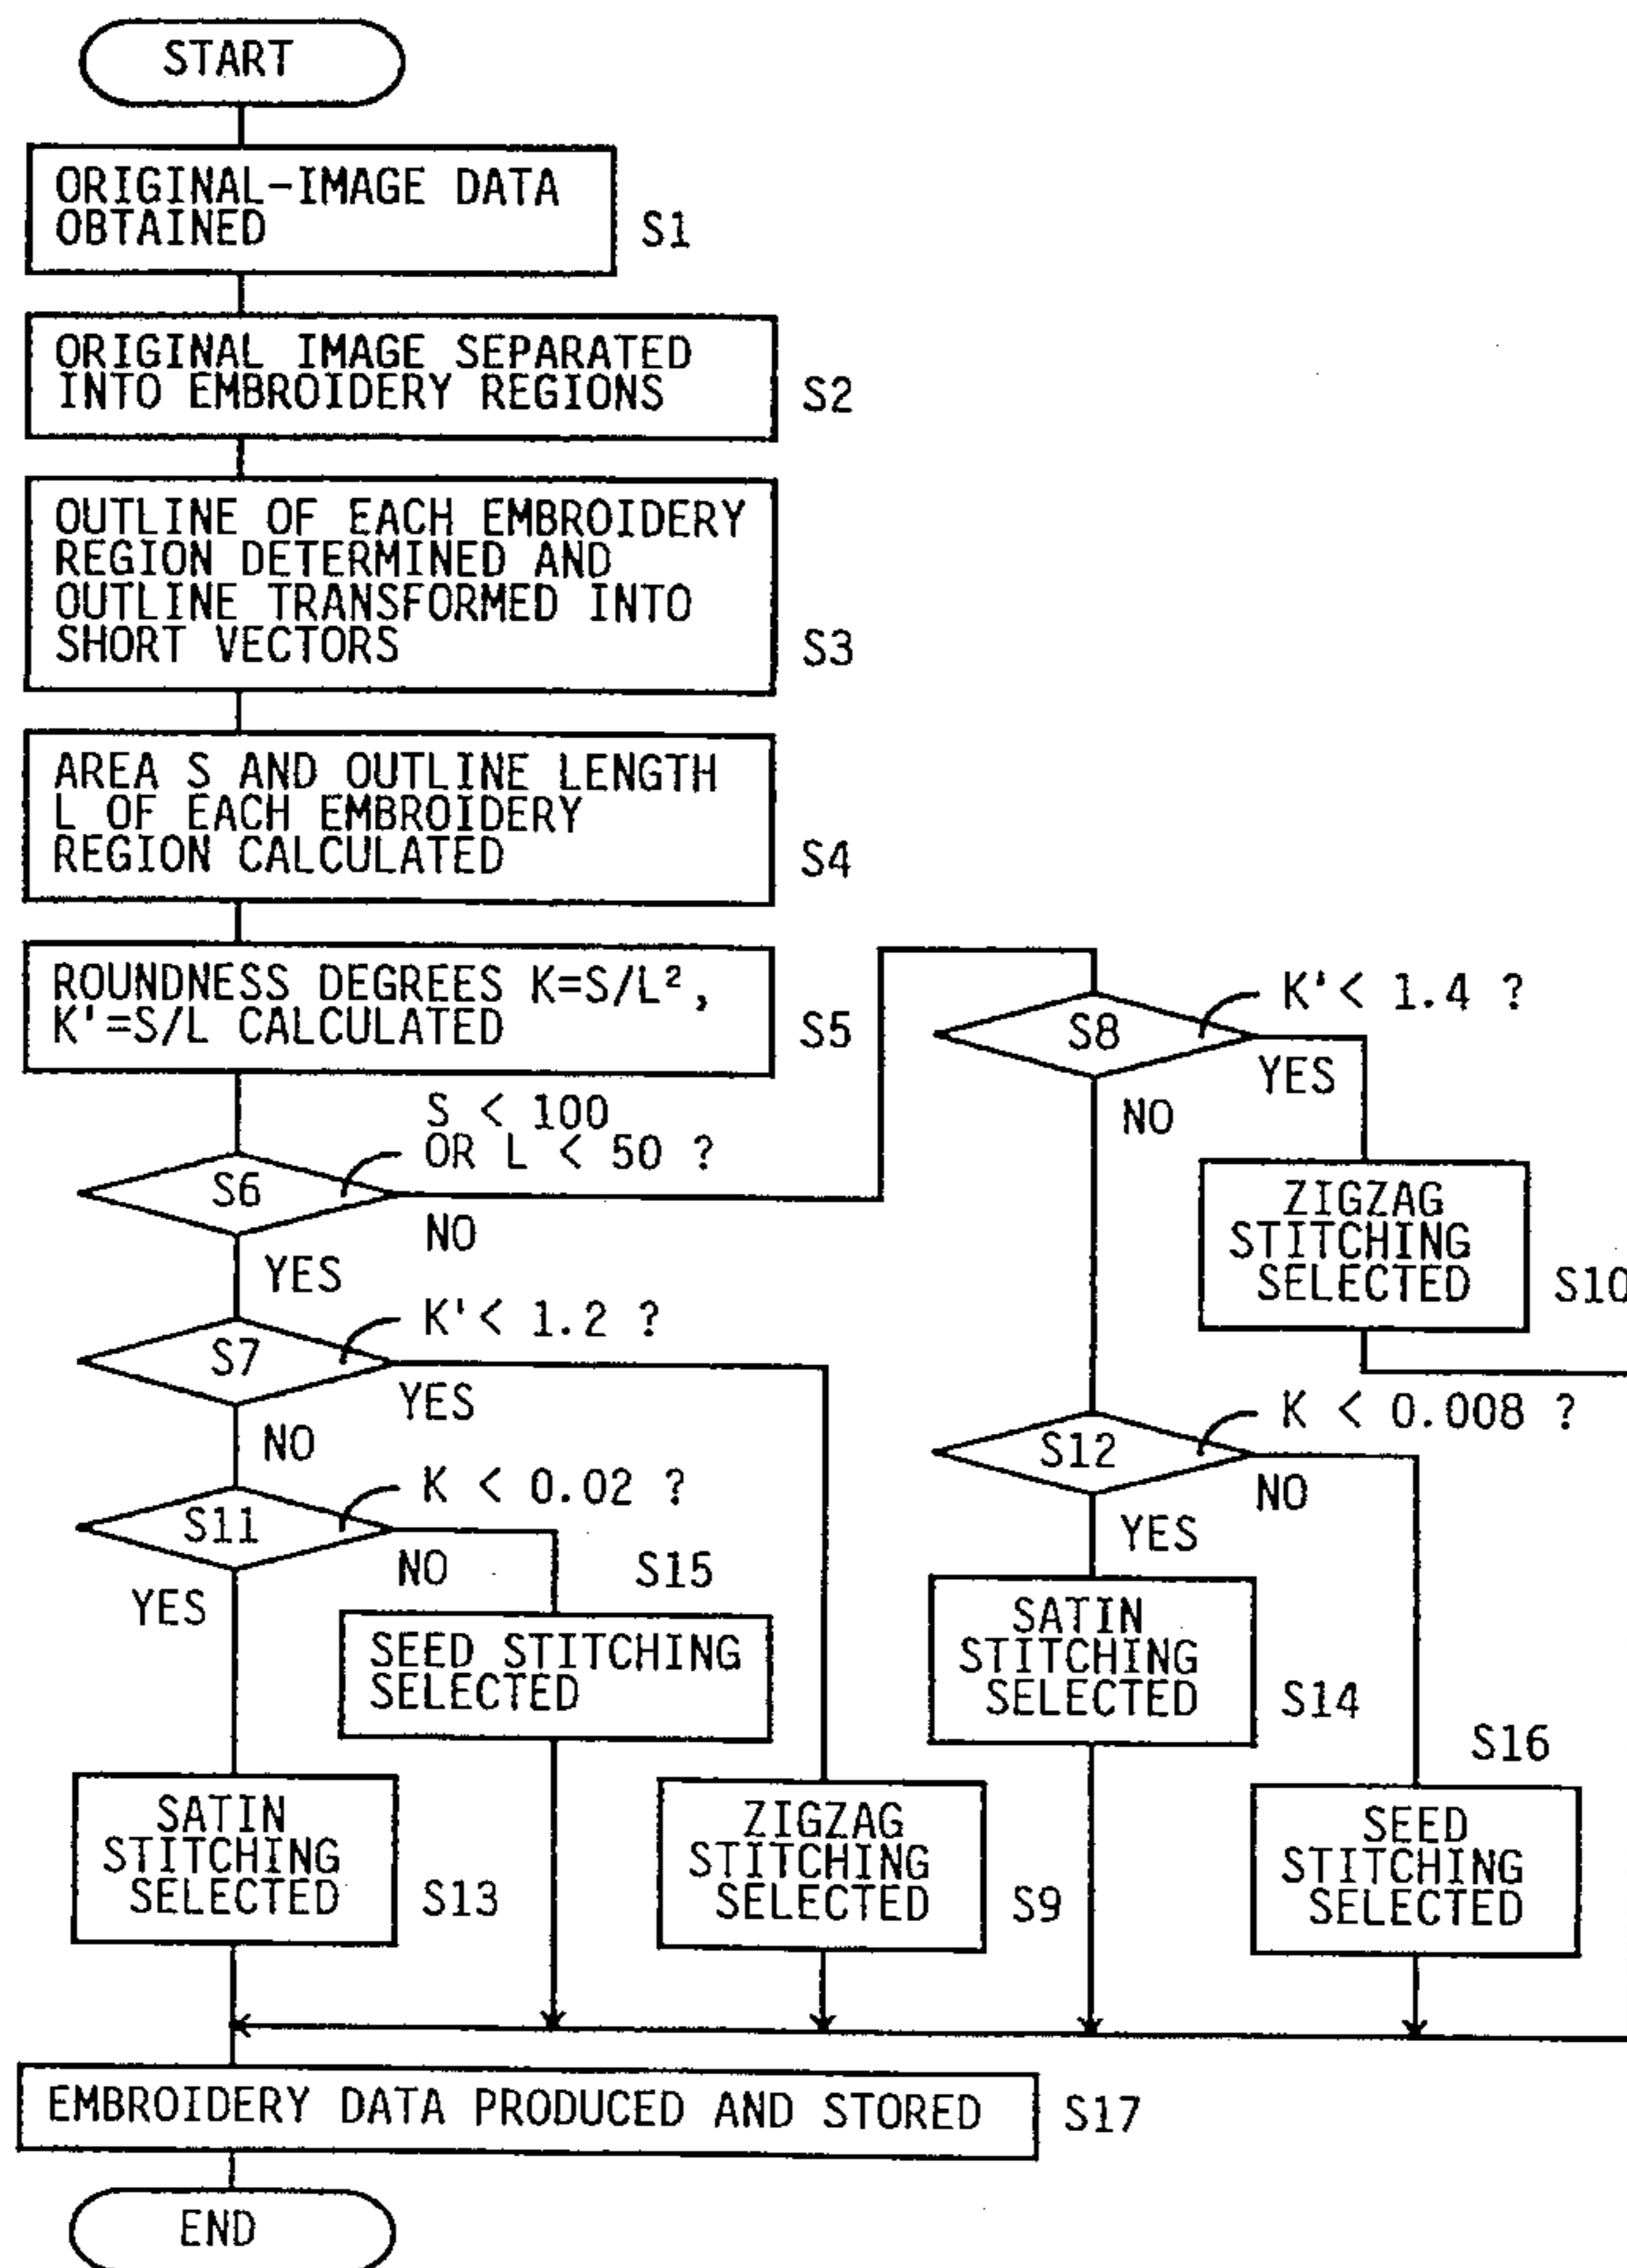 START
ORIGINAL-IMAGE DATA
OBTAINED
S1
ORIGINAL IMAGE SEPARATED
INTO EMBROIDERY REGIONS
S2
OUTLINE OF EACH EMBROIDERY
REGION DETERMINED AND
OUTLINE TRANSFORMED INTO
SHORT VECTORS
S3
AREA S AND OUTLINE LENGTH
L OF EACH EMBROIDERY
REGION CALCULATED
S4
ROUNDNESS DEGREES K=S/L²,
K'=S/L CALCULATED
S5
S < 100
OR L < 50 ?
S6
NO
YES
K'< 1.2 ?
S7
YES
NO
K < 0.02 ?
S11
NO
YES
S15
SEED STITCHING
SELECTED
SATIN
STITCHING
SELECTED
S13
ZIGZAG
STITCHING
SELECTED
S9
K'< 1.4 ?
S8
YES
NO
ZIGZAG
STITCHING
SELECTED
S10
K < 0.008 ?
S12
NO
YES
SATIN
STITCHING
SELECTED
S14
S16
SEED
STITCHING
SELECTED
EMBROIDERY DATA PRODUCED AND STORED
S17
END